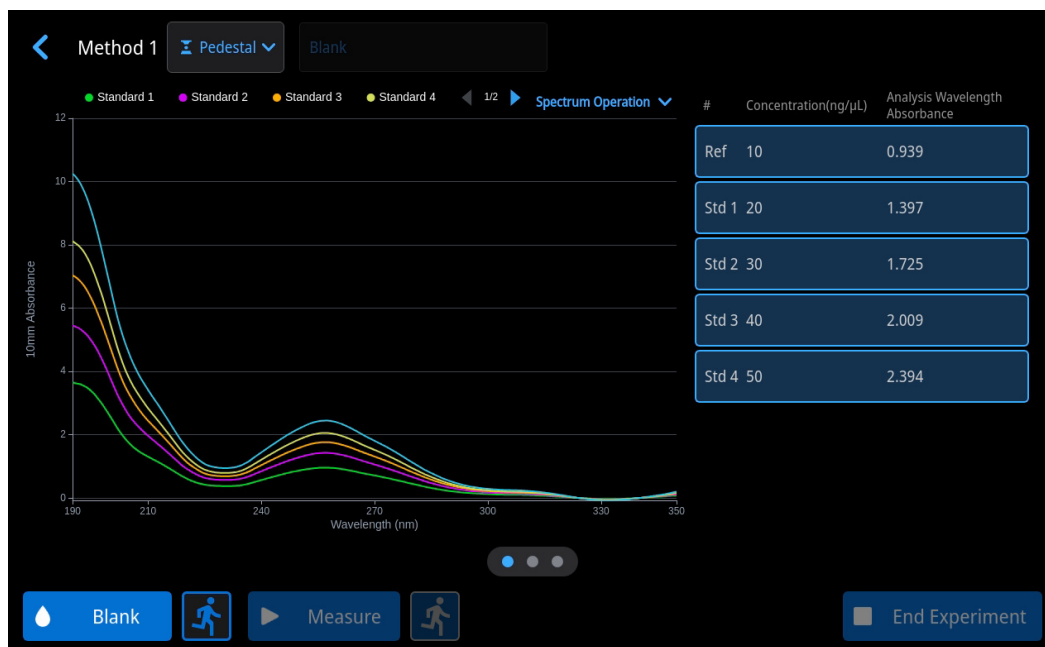 Method 1 Pedestal Blank
Standard 1 Standard 2 Standard 3 Standard 4 1/2 Spectrum Operation
# Concentration(ng/μL) Analysis Wavelength Absorbance
Ref 10 0.939
Std 1 20 1.397
Std 2 30 1.725
Std 3 40 2.009
Std 4 50 2.394
10mm Absorbance
12
10
8
6
4
2
0
190 210 240 270 300 330 350
Wavelength (nm)
Blank Measure End Experiment